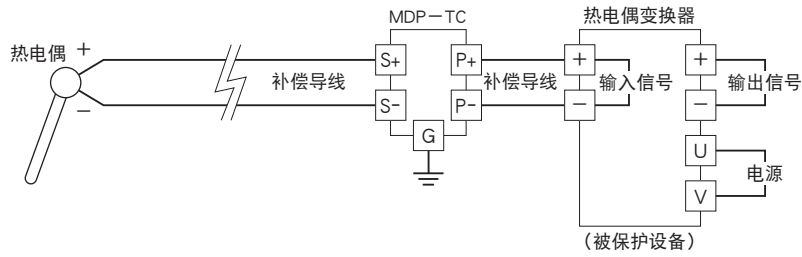 MDP－TC
热电偶变换器
热电偶
+
−
补偿导线
S+
S-
P+
P-
G
补偿导线
+
−
输入信号
+
−
输出信号
U
V
电源
（被保护设备）